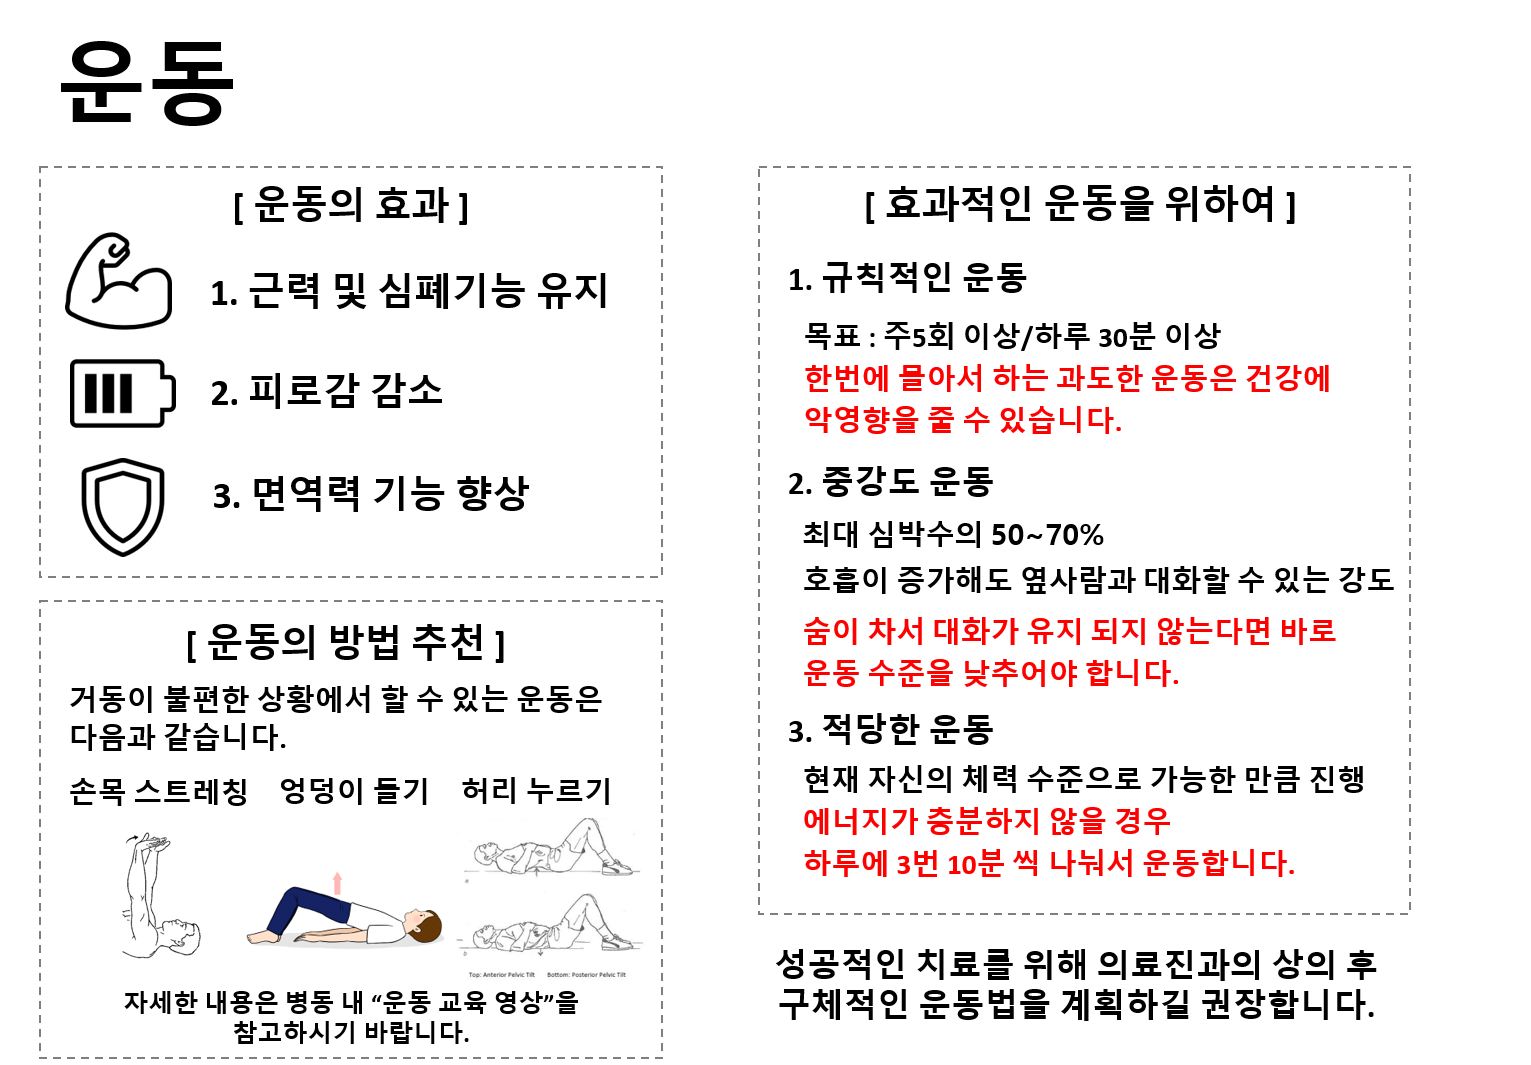 운동
[ 운동의 효과 ]
1. 근력 및 심폐기능 유지
2. 피로감 감소
3. 면역력 기능 향상
[ 운동의 방법 추천 ]
거동이 불편한 상황에서 할 수 있는 운동은
다음과 같습니다.
손목 스트레칭 엉덩이 들기 허리 누르기
Top: Anterior Pelvic Tilt Bottom: Posterior Pelvic Tilt
자세한 내용은 병동 내 “운동 교육 영상”을
참고하시기 바랍니다.
[ 효과적인 운동을 위하여 ]
1. 규칙적인 운동
목표 : 주5회 이상/하루 30분 이상
한번에 몰아서 하는 과도한 운동은 건강에
악영향을 줄 수 있습니다.
2. 중강도 운동
최대 심박수의 50~70%
호흡이 증가해도 옆사람과 대화할 수 있는 강도
숨이 차서 대화가 유지 되지 않는다면 바로
운동 수준을 낮추어야 합니다.
3. 적당한 운동
현재 자신의 체력 수준으로 가능한 만큼 진행
에너지가 충분하지 않을 경우
하루에 3번 10분 씩 나눠서 운동합니다.
성공적인 치료를 위해 의료진과의 상의 후
구체적인 운동법을 계획하길 권장합니다.